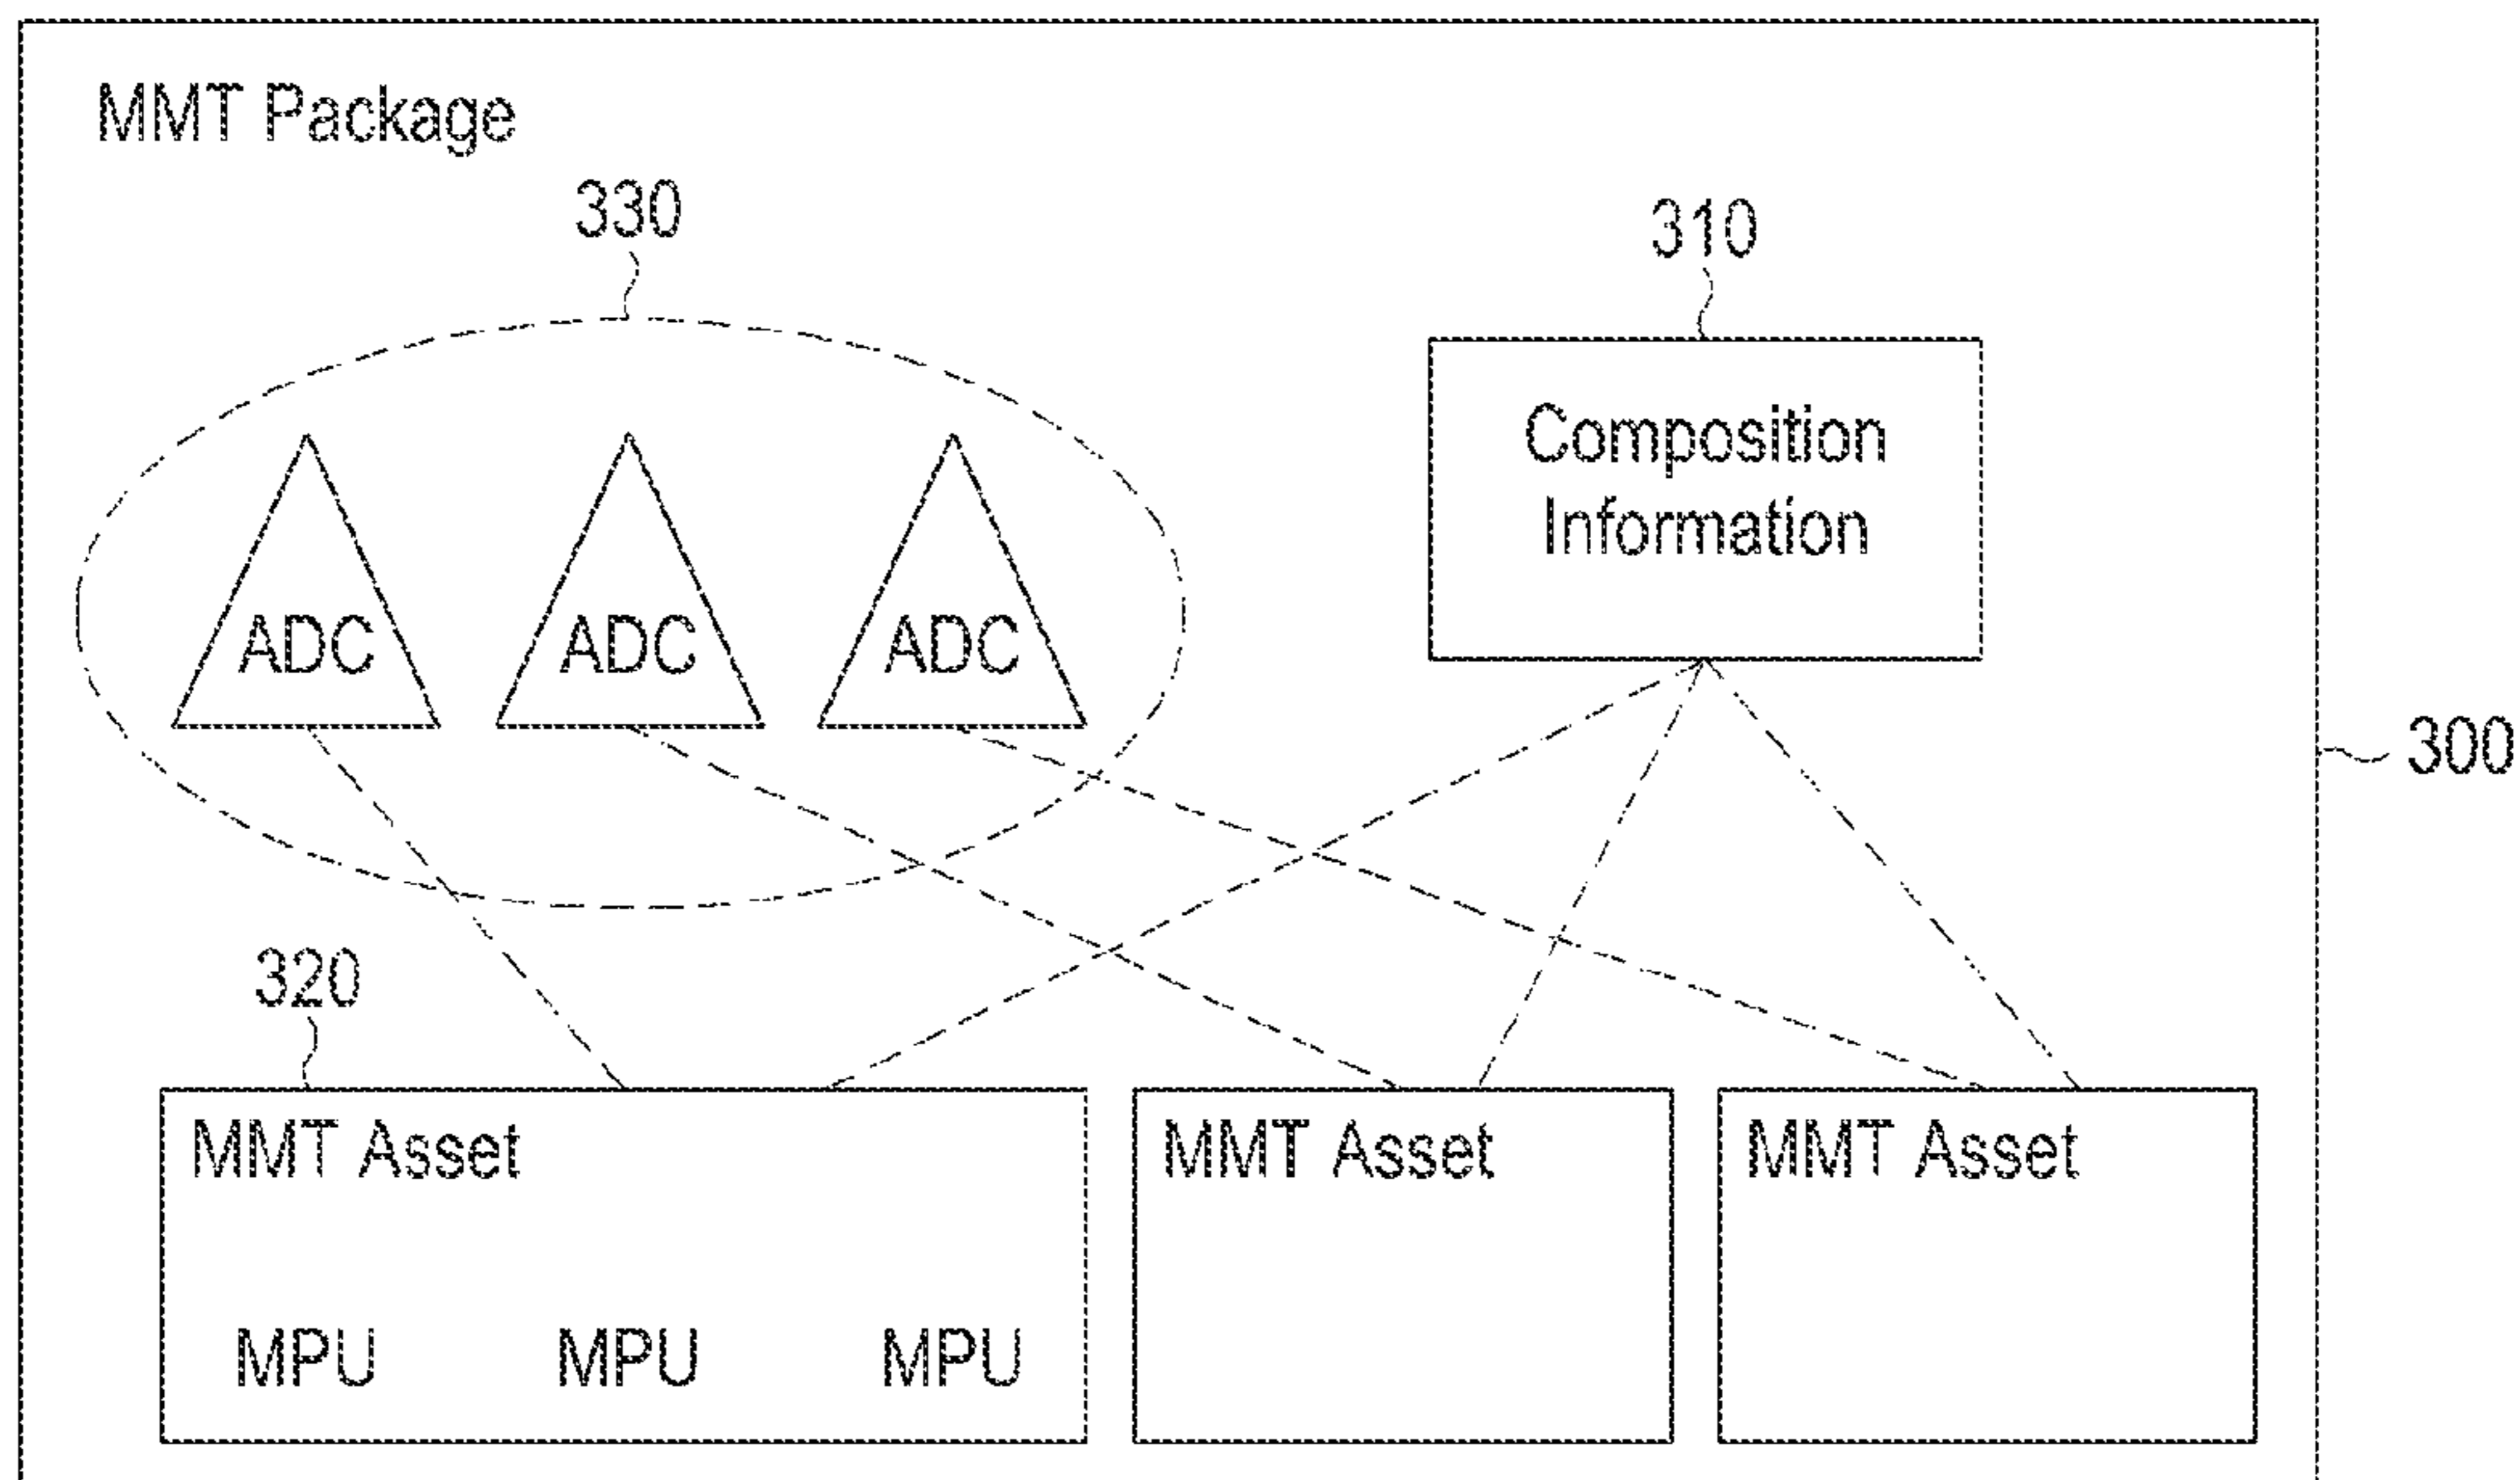 MMT Package
330
310
Composition
Information
ADC
ADC
ADC
300
320
MMT Asset
MMT Asset
MMT Asset
MPU
MPU
MPU